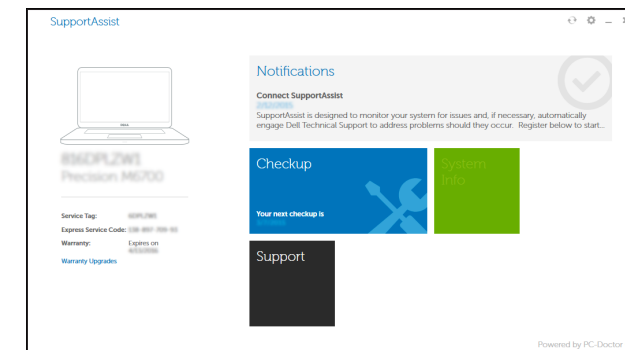 SupportAssist
Notifications
Connect SupportAssist
SupportAssist is designed to monitor your system for issues and, if necessary, automatically
engage Dell Technical Support to address problems should they occur. Register below to start...
Precision M6700
Checkup
System
Info
Your next checkup is
Service Tag:
Express Service Code:
Warranty: Expires on
Warranty Upgrades
Support
Powered by PC-Doctor